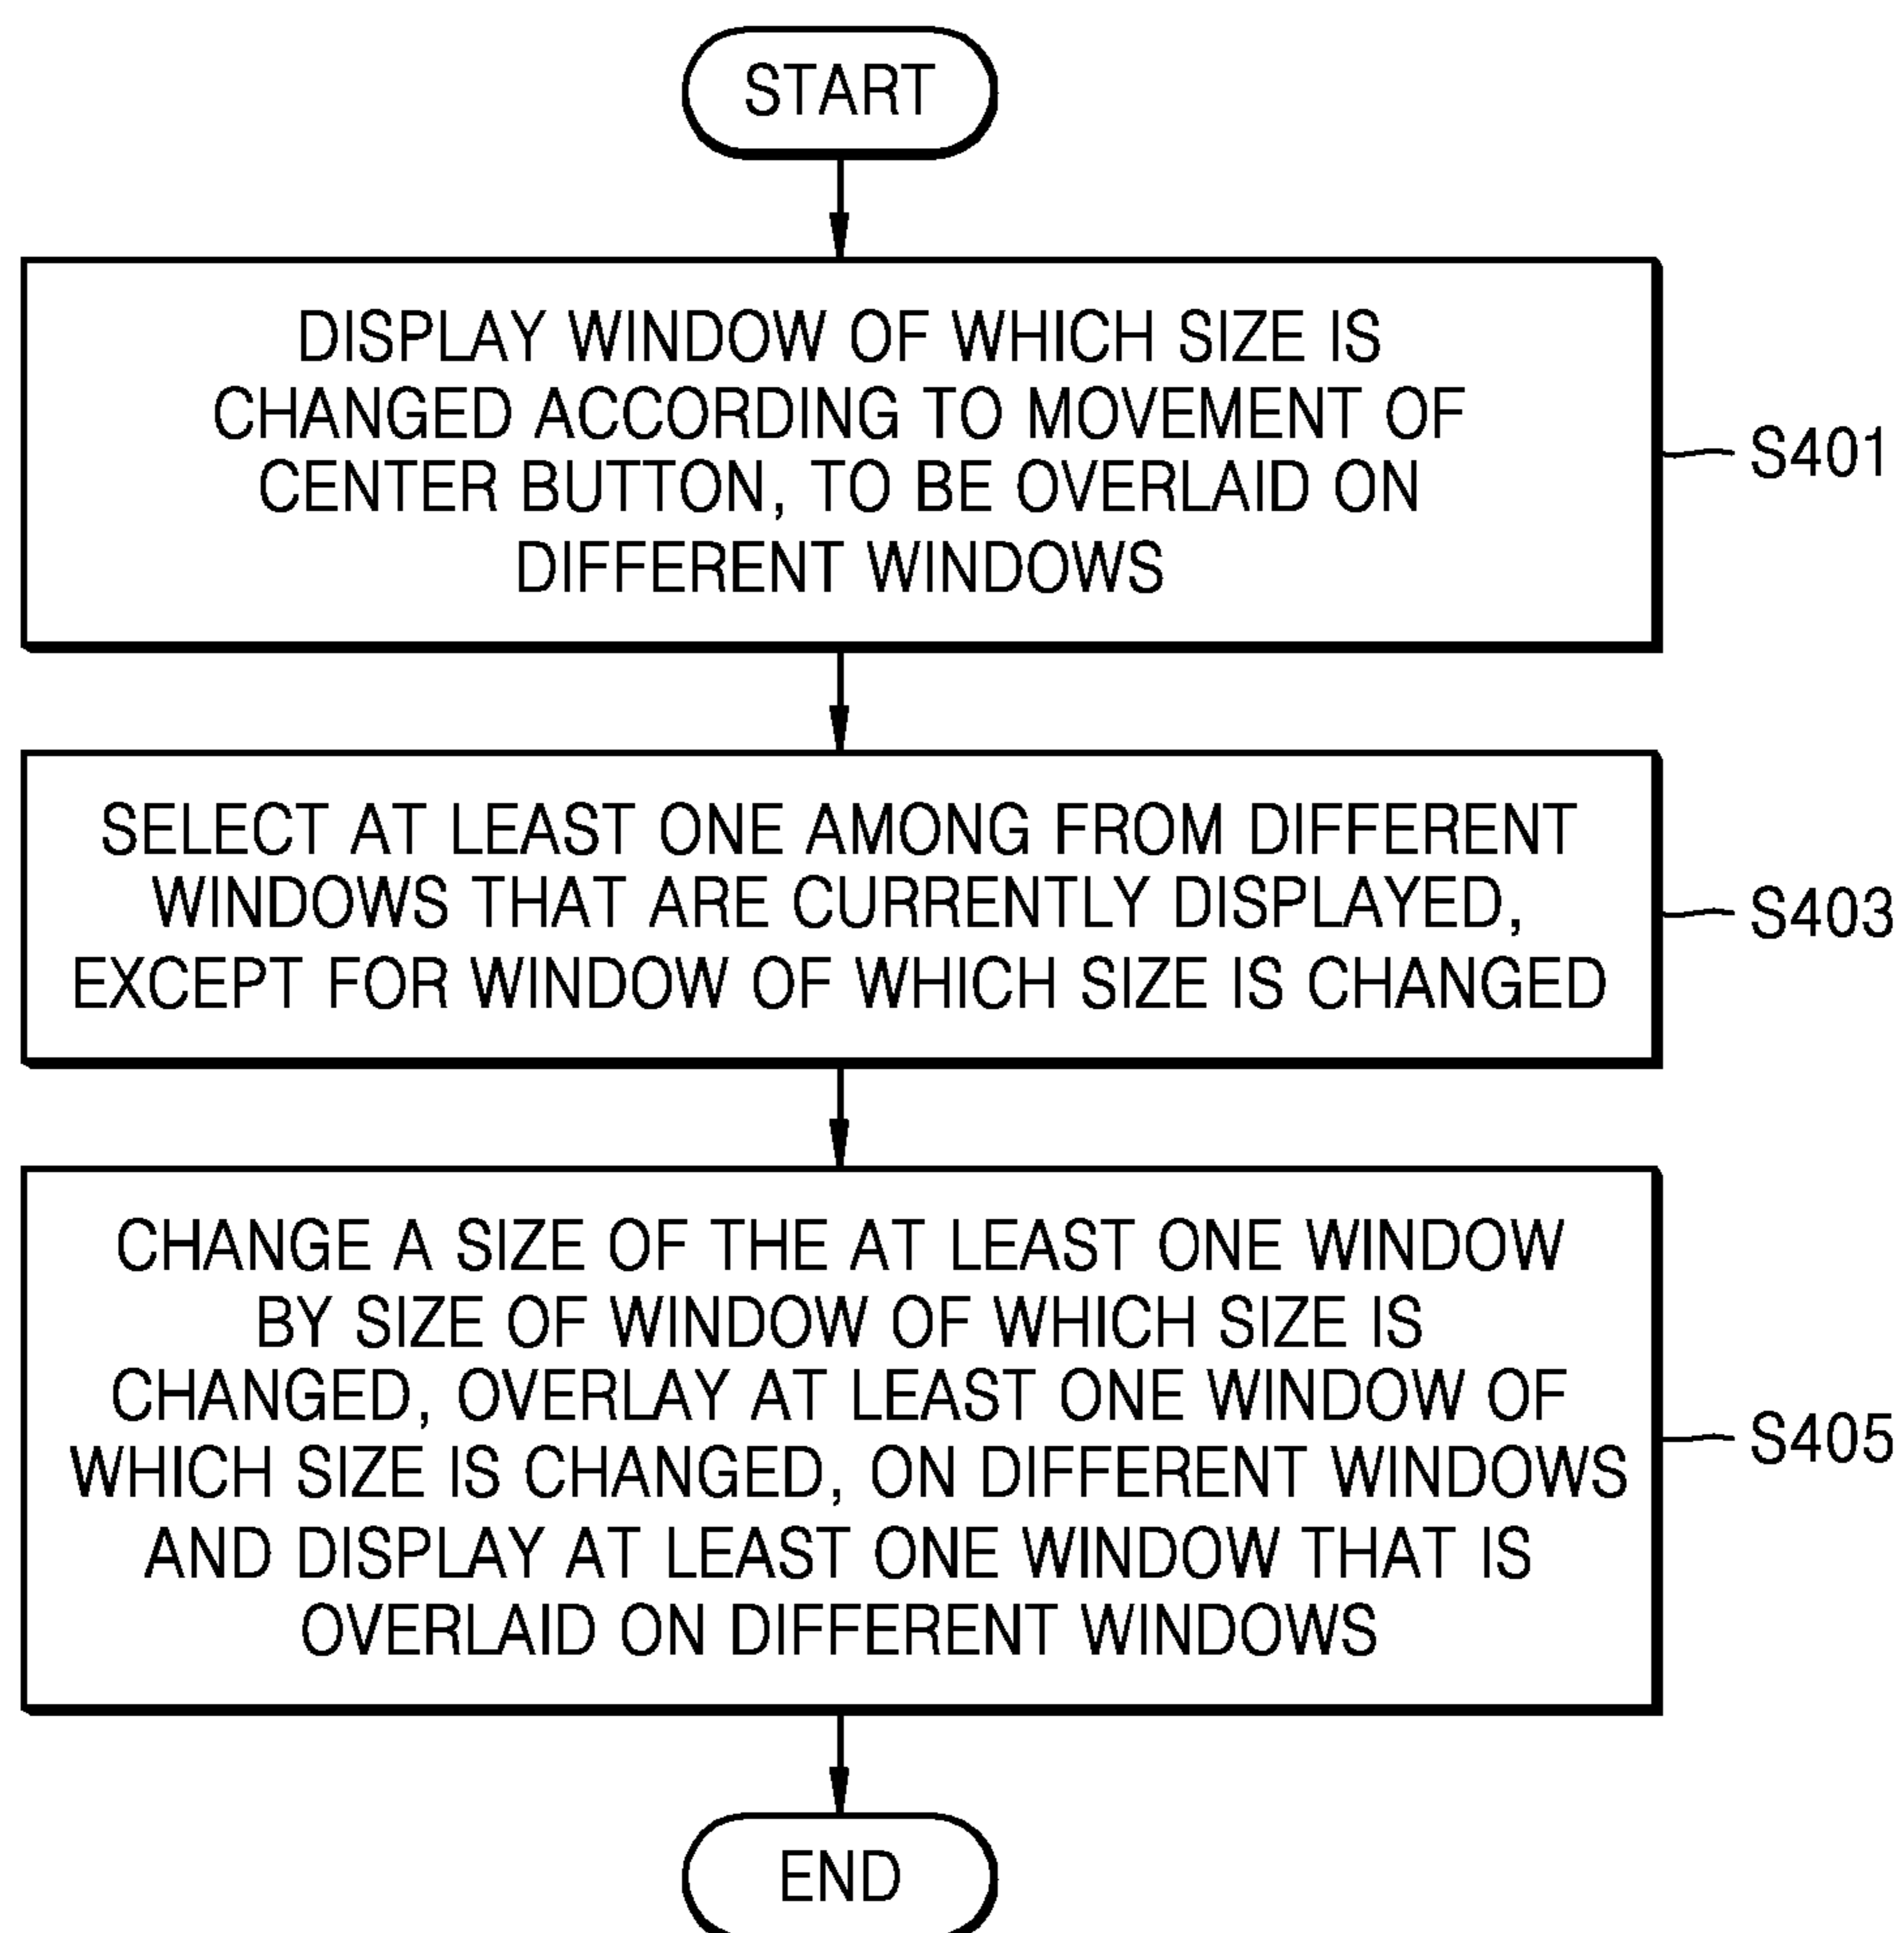 START
DISPLAY WINDOW OF WHICH SIZE IS
CHANGED ACCORDING TO MOVEMENT OF
CENTER BUTTON, TO BE OVERLAID ON
DIFFERENT WINDOWS
S401
SELECT AT LEAST ONE AMONG FROM DIFFERENT
WINDOWS THAT ARE CURRENTLY DISPLAYED,
EXCEPT FOR WINDOW OF WHICH SIZE IS CHANGED
S403
CHANGE A SIZE OF THE AT LEAST ONE WINDOW
BY SIZE OF WINDOW OF WHICH SIZE IS
CHANGED, OVERLAY AT LEAST ONE WINDOW OF
WHICH SIZE IS CHANGED, ON DIFFERENT WINDOWS
AND DISPLAY AT LEAST ONE WINDOW THAT IS
OVERLAID ON DIFFERENT WINDOWS
S405
END